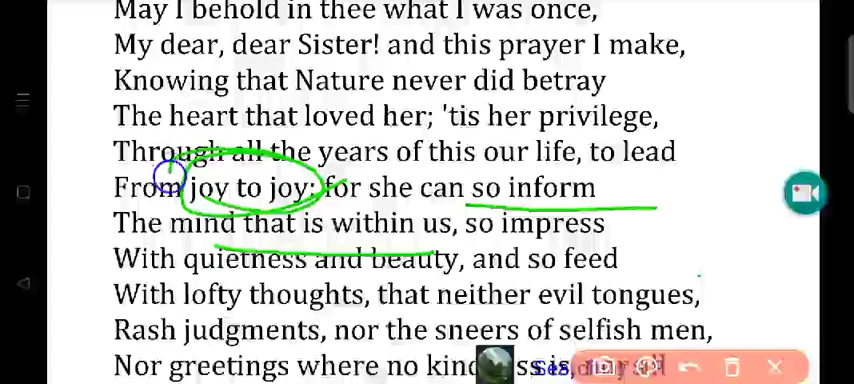 May I behold in thee what I was once,
My dear, dear Sister! and this prayer I make,
Knowing that Nature never did betray
The heart that loved her; 'tis her privilege,
Through all the years of this our life, to lead
From joy to joy: for she can so inform
The mind that is within us, so impress
With quietness and beauty, and so feed
With lofty thoughts, that neither evil tongues,
Rash judgments, nor the sneers of selfish men,
Nor greetings where no